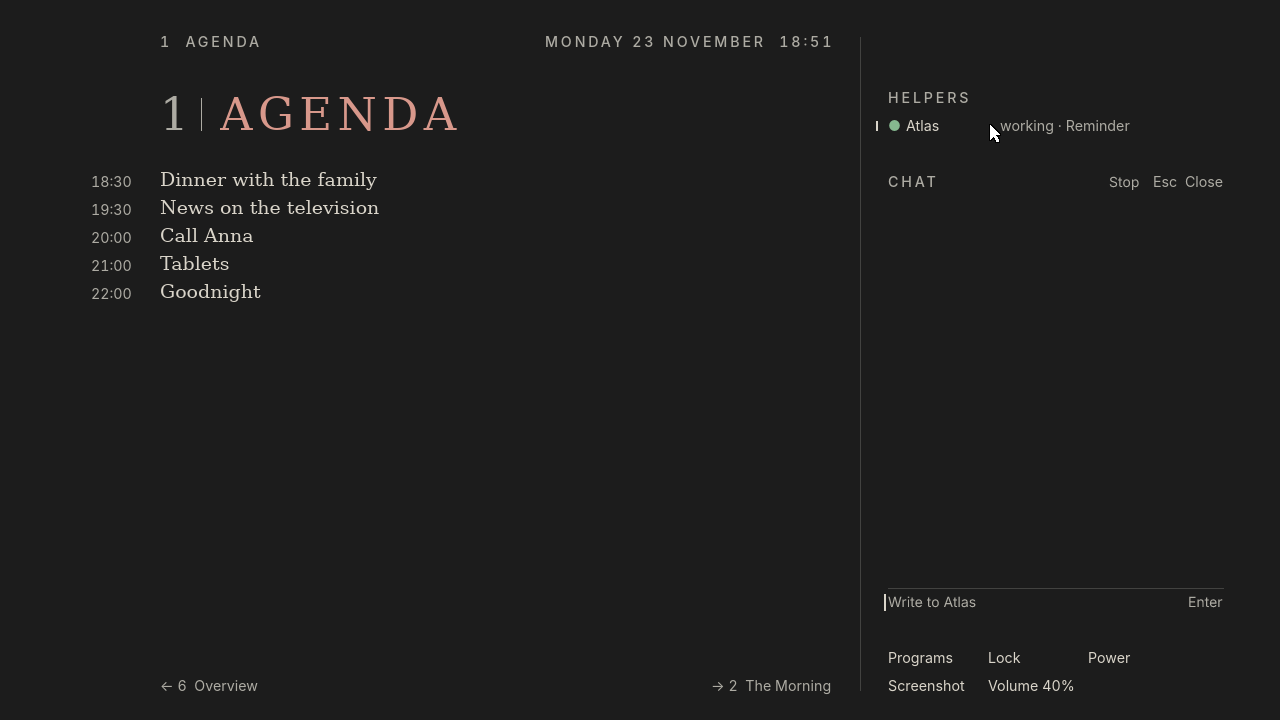 1 AGENDA
MONDAY 23 NOVEMBER 18:51
1 AGENDA
18:30 Dinner with the family
19:30 News on the television
20:00 Call Anna
21:00 Tablets
22:00 Goodnight
← 6 Overview
→ 2 The Morning
HELPERS
Atlas working · Reminder
CHAT Stop Esc Close
Write to Atlas Enter
Programs Lock Power
Screenshot Volume 40%